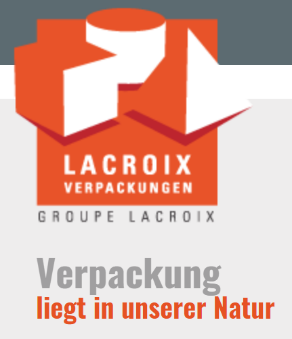 LACROIX
VERPACKUNGEN
GROUPE LACROIX
Verpackung
liegt in unserer Natur